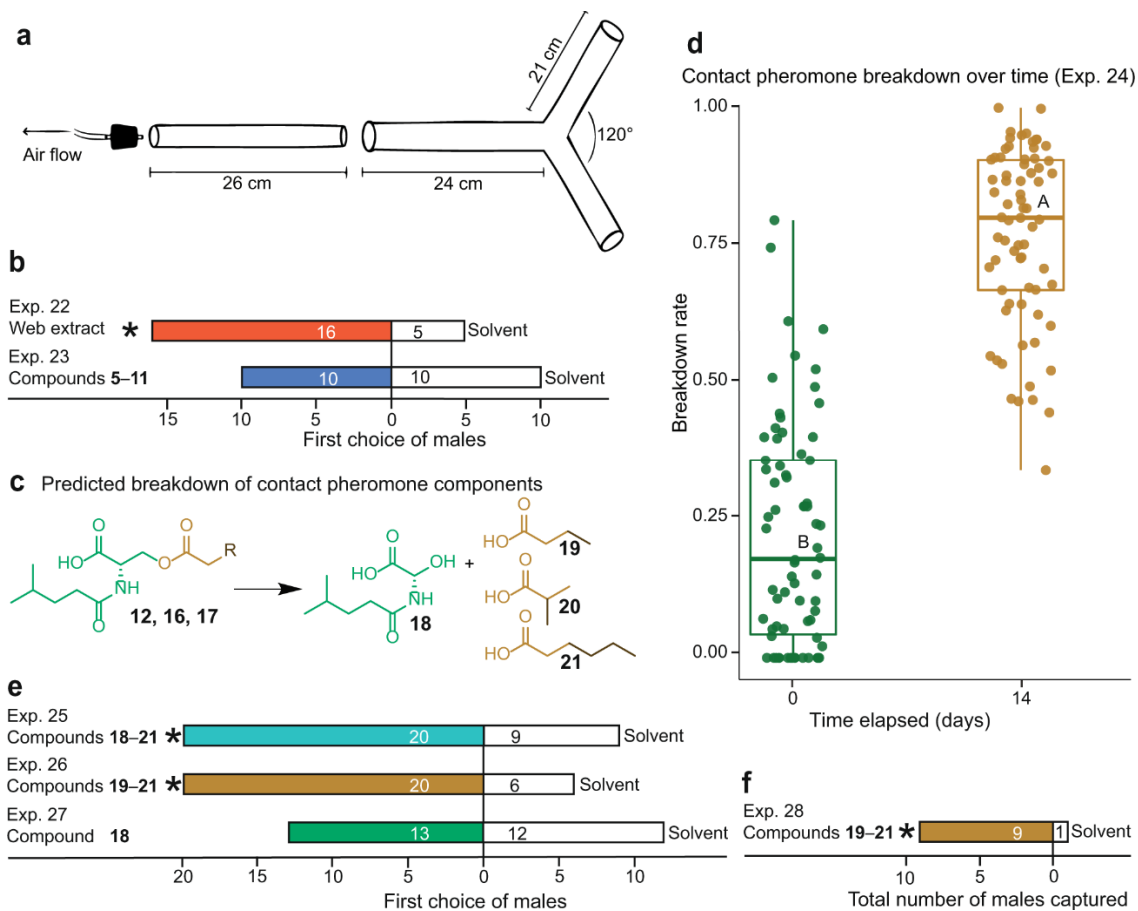 a
21 cm
120°
Air flow
26 cm
24 cm
b
Exp. 22
Web extract * 16 5 Solvent
Exp. 23
Compounds 5–11 10 10 Solvent
15 10 5 0 5 10
First choice of males
c Predicted breakdown of contact pheromone components
O O
HO O R
NH
O
12, 16, 17
O
HO OH
NH
O
18
+
O
HO
19
O
HO
20
O
HO
21
d
Contact pheromone breakdown over time (Exp. 24)
1.00
0.75
0.50
0.25
0.00
Breakdown rate
A
B
0 14
Time elapsed (days)
e
Exp. 25
Compounds 18–21 * 20 9 Solvent
Exp. 26
Compounds 19–21 * 20 6 Solvent
Exp. 27
Compound 18 13 12 Solvent
20 15 10 5 0 5 10
First choice of males
f
Exp. 28
Compounds 19–21 * 9 1 Solvent
10 5 0
Total number of males captured